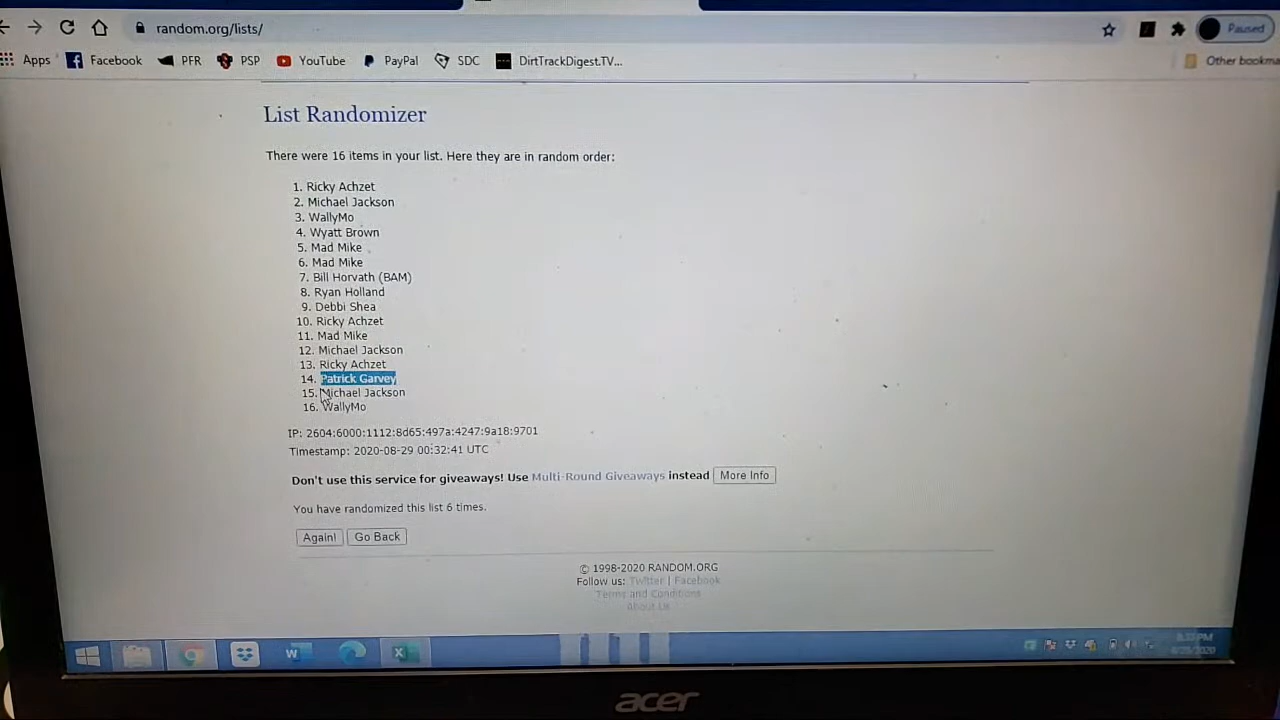 random.org/lists/
Paused
Apps Facebook PFR PSP YouTube PayPal SDC DirtTrackDigest.TV... Other bookma
List Randomizer
There were 16 items in your list. Here they are in random order:
1. Ricky Achzet
2. Michael Jackson
3. WallyMo
4. Wyatt Brown
5. Mad Mike
6. Mad Mike
7. Bill Horvath (BAM)
8. Ryan Holland
9. Debbi Shea
10. Ricky Achzet
11. Mad Mike
12. Michael Jackson
13. Ricky Achzet
14. Patrick Garvey
15. Michael Jackson
16. WallyMo
IP: 2604:6000:1112:8d65:497a:4247:9a18:9701
Timestamp: 2020-08-29 00:32:41 UTC
Don't use this service for giveaways! Use Multi-Round Giveaways instead More Info
You have randomized this list 6 times.
Again! Go Back
© 1998-2020 RANDOM.ORG
Follow us: Twitter | Facebook
Terms and Conditions
About Us
acer